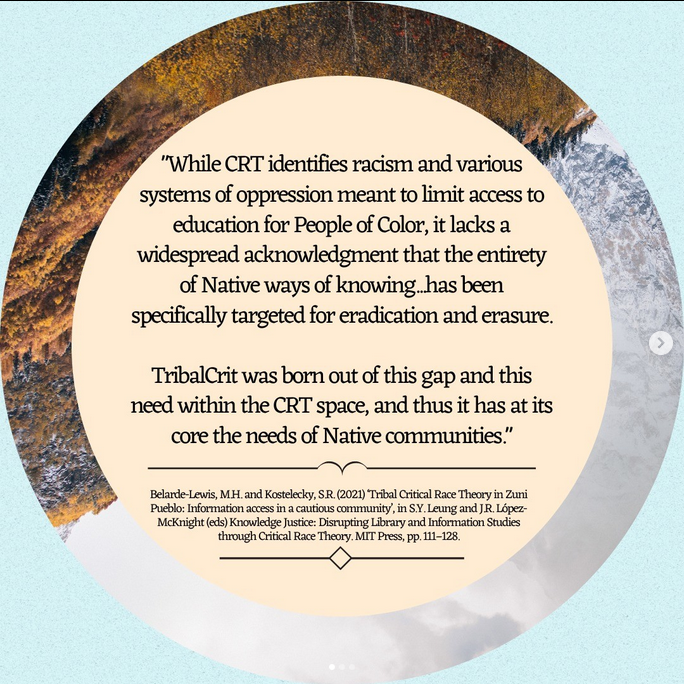 "While CRT identifies racism and various
systems of oppression meant to limit access to
education for People of Color, it lacks a
widespread acknowledgment that the entirety
of Native ways of knowing...has been
specifically targeted for eradication and erasure.
TribalCrit was born out of this gap and this
need within the CRT space, and thus it has at its
core the needs of Native communities."
Belarde-Lewis, M.H. and Kostelecky, S.R. (2021) 'Tribal Critical Race Theory in Zuni
Pueblo: Information access in a cautious community', in S.Y. Leung and J.R. López-
McKnight (eds) Knowledge Justice: Disrupting Library and Information Studies
through Critical Race Theory. MIT Press, pp. 111–128.